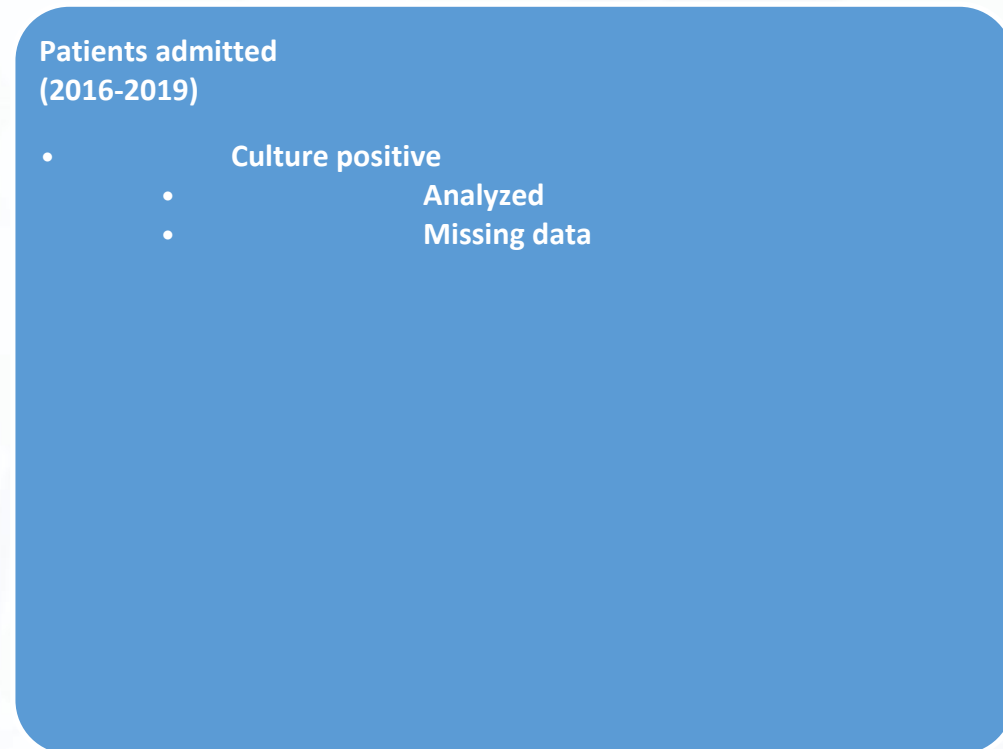 Patients admitted
(2016-2019)
• Culture positive
• Analyzed
• Missing data